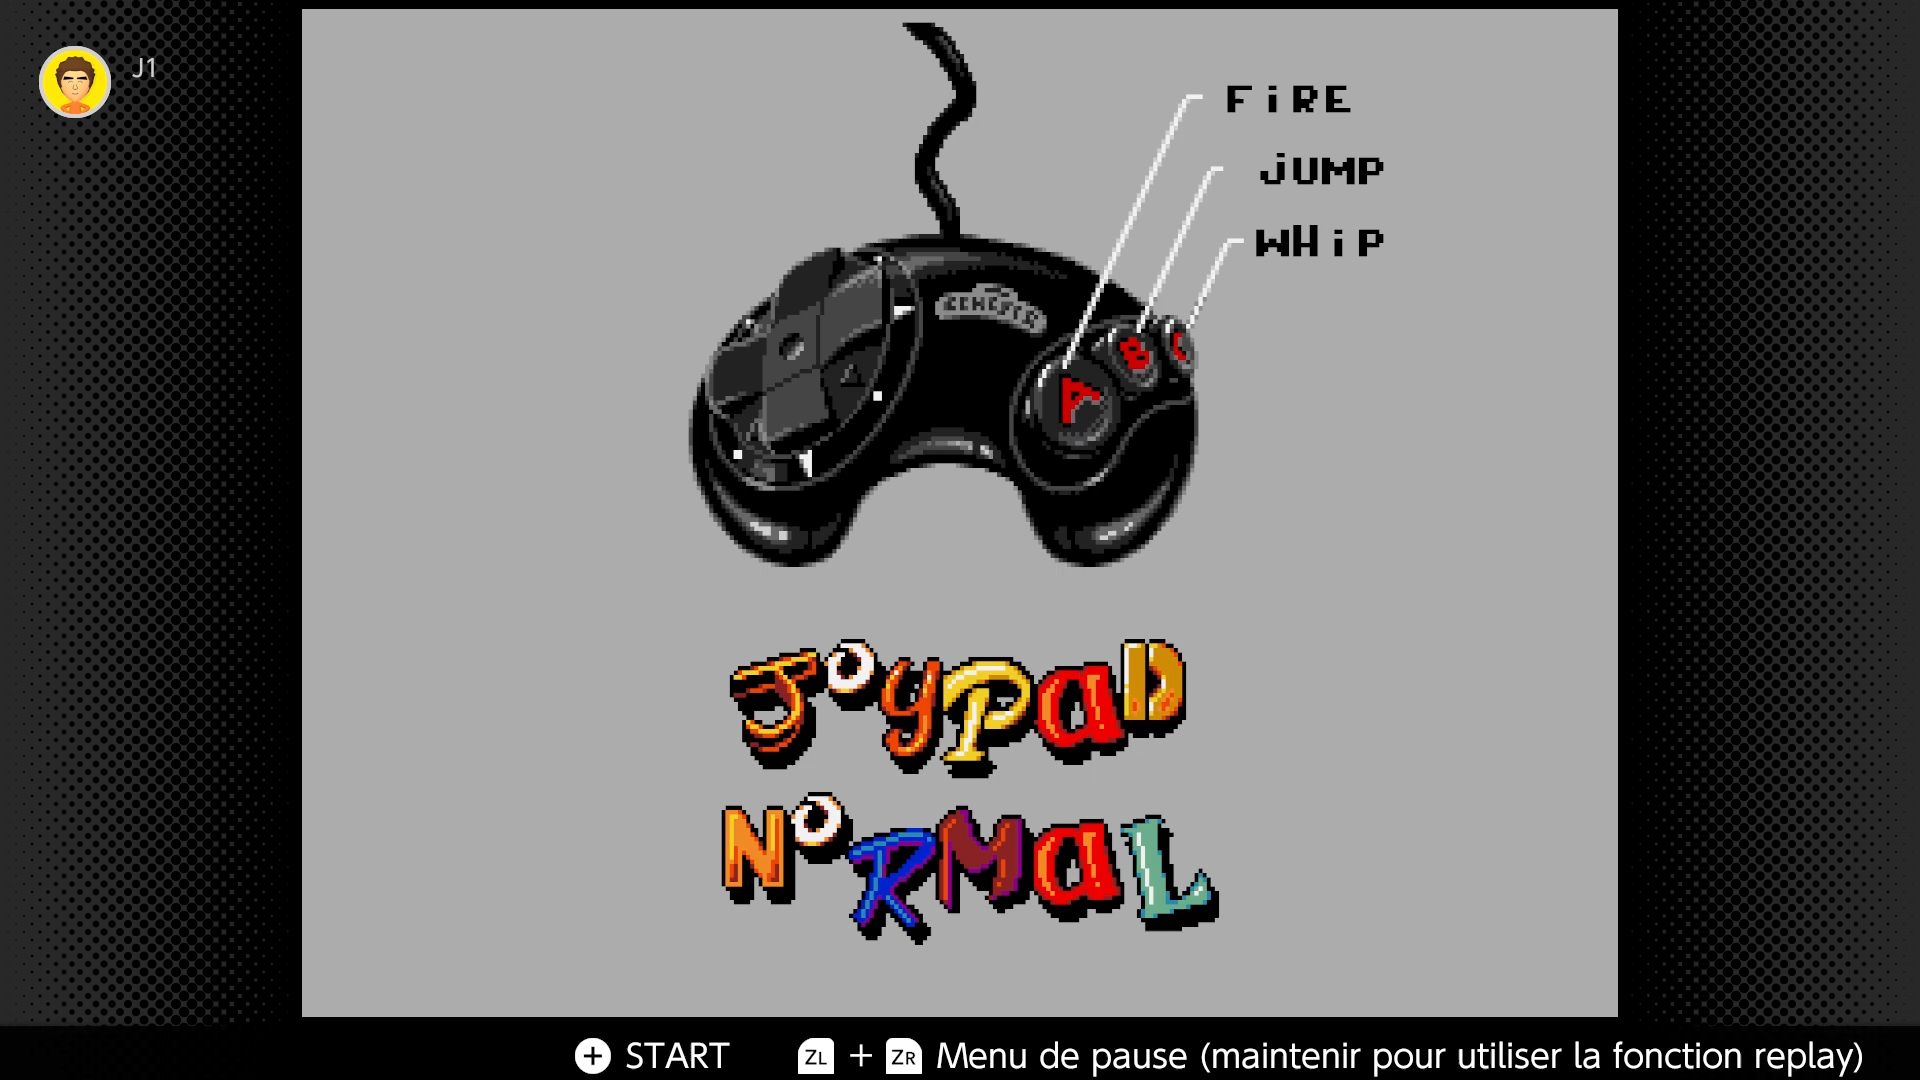 J1
FiRE
jUMP
WHiP
GENESIS
A B C
JOyPaD
NORMaL
+ START ZL + ZR Menu de pause (maintenir pour utiliser la fonction replay)